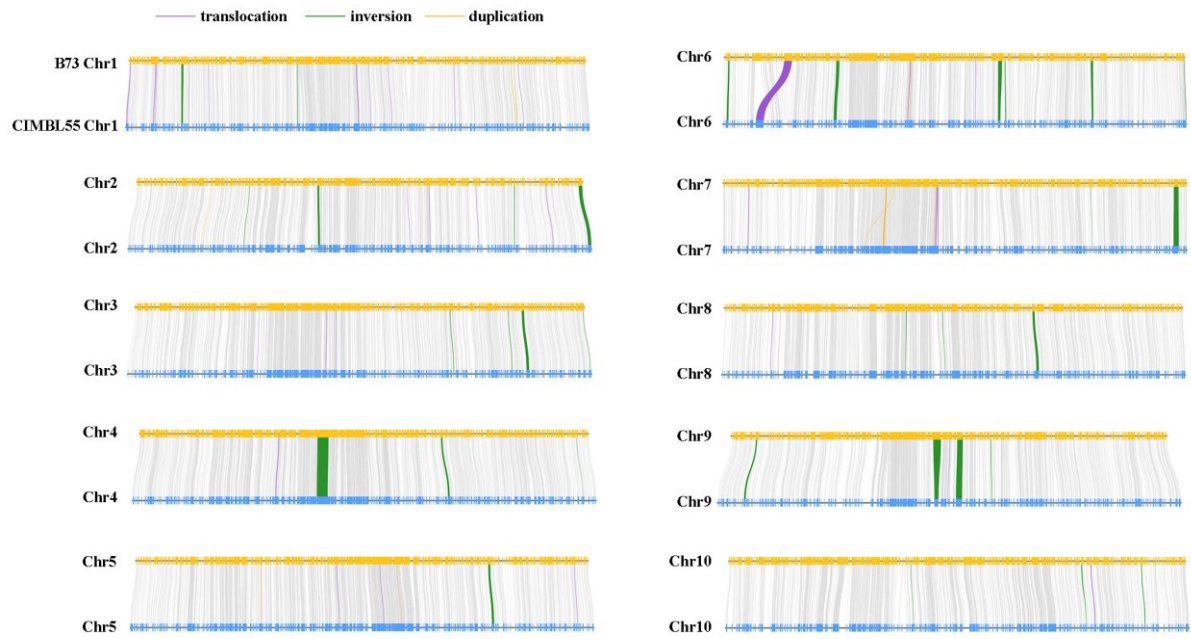 translocation inversion duplication
B73 Chr1
CIMBL55 Chr1
Chr2
Chr2
Chr3
Chr3
Chr4
Chr4
Chr5
Chr5
Chr6
Chr6
Chr7
Chr7
Chr8
Chr8
Chr9
Chr9
Chr10
Chr10